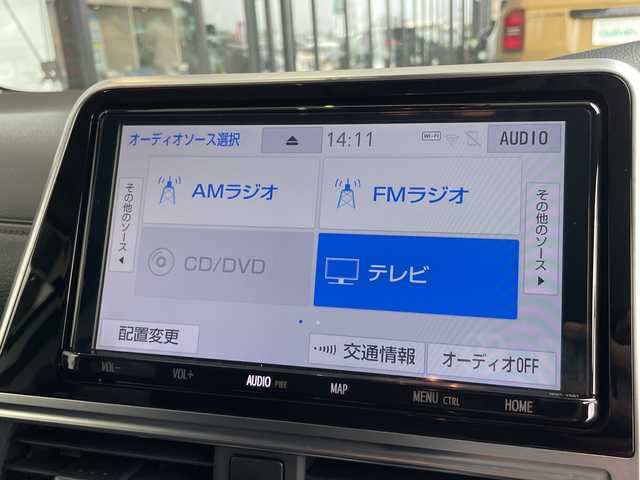 オーディオソース選択
14:11
Wi-Fi
AUDIO
その他のソース
AMラジオ
FMラジオ
その他のソース
CD/DVD
テレビ
配置変更
交通情報
オーディオOFF
VOL-
VOL+
AUDIO PWR
MAP
MENU CTRL
HOME